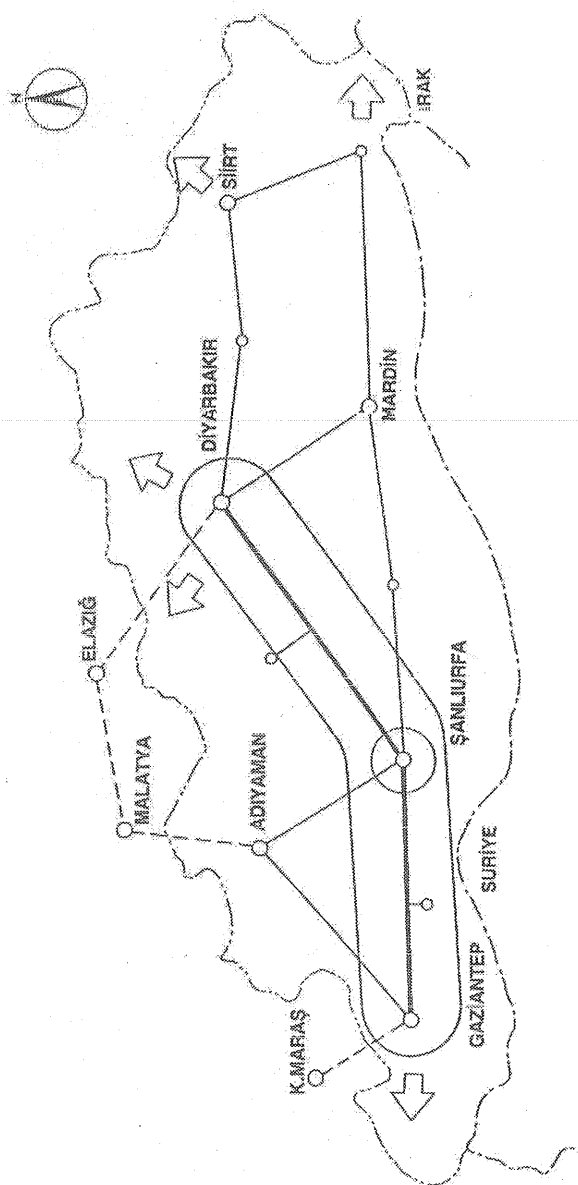 N
ELAZIĞ
MALATYA
DİYARBAKIR
SİİRT
ADIYAMAN
K.MARAŞ
MARDİN
IRAK
ŞANLIURFA
GAZİANTEP
SURİYE